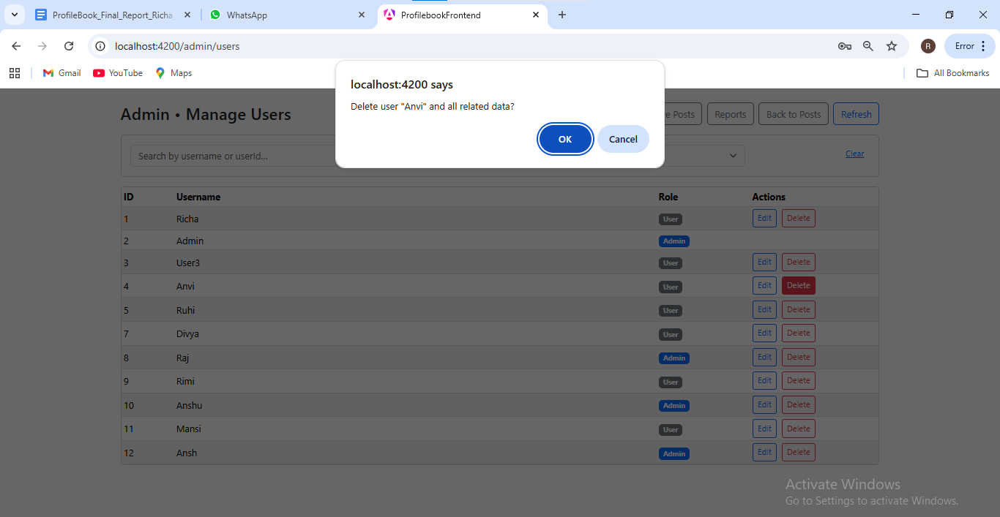 ProfileBook_Final_Report_Richa
WhatsApp
ProfilebookFrontend
localhost:4200/admin/users
R
Error
Gmail
YouTube
Maps
All Bookmarks
localhost:4200 says
Delete user "Anvi" and all related data?
OK
Cancel
Admin • Manage Users
Posts
Reports
Back to Posts
Refresh
Search by username or userId...
Clear
ID Username Role Actions
1 Richa User Edit Delete
2 Admin Admin
3 User3 User Edit Delete
4 Anvi User Edit Delete
5 Ruhi User Edit Delete
7 Divya User Edit Delete
8 Raj Admin Edit Delete
9 Rimi User Edit Delete
10 Anshu Admin Edit Delete
11 Mansi User Edit Delete
12 Ansh Admin Edit Delete
Activate Windows
Go to Settings to activate Windows.